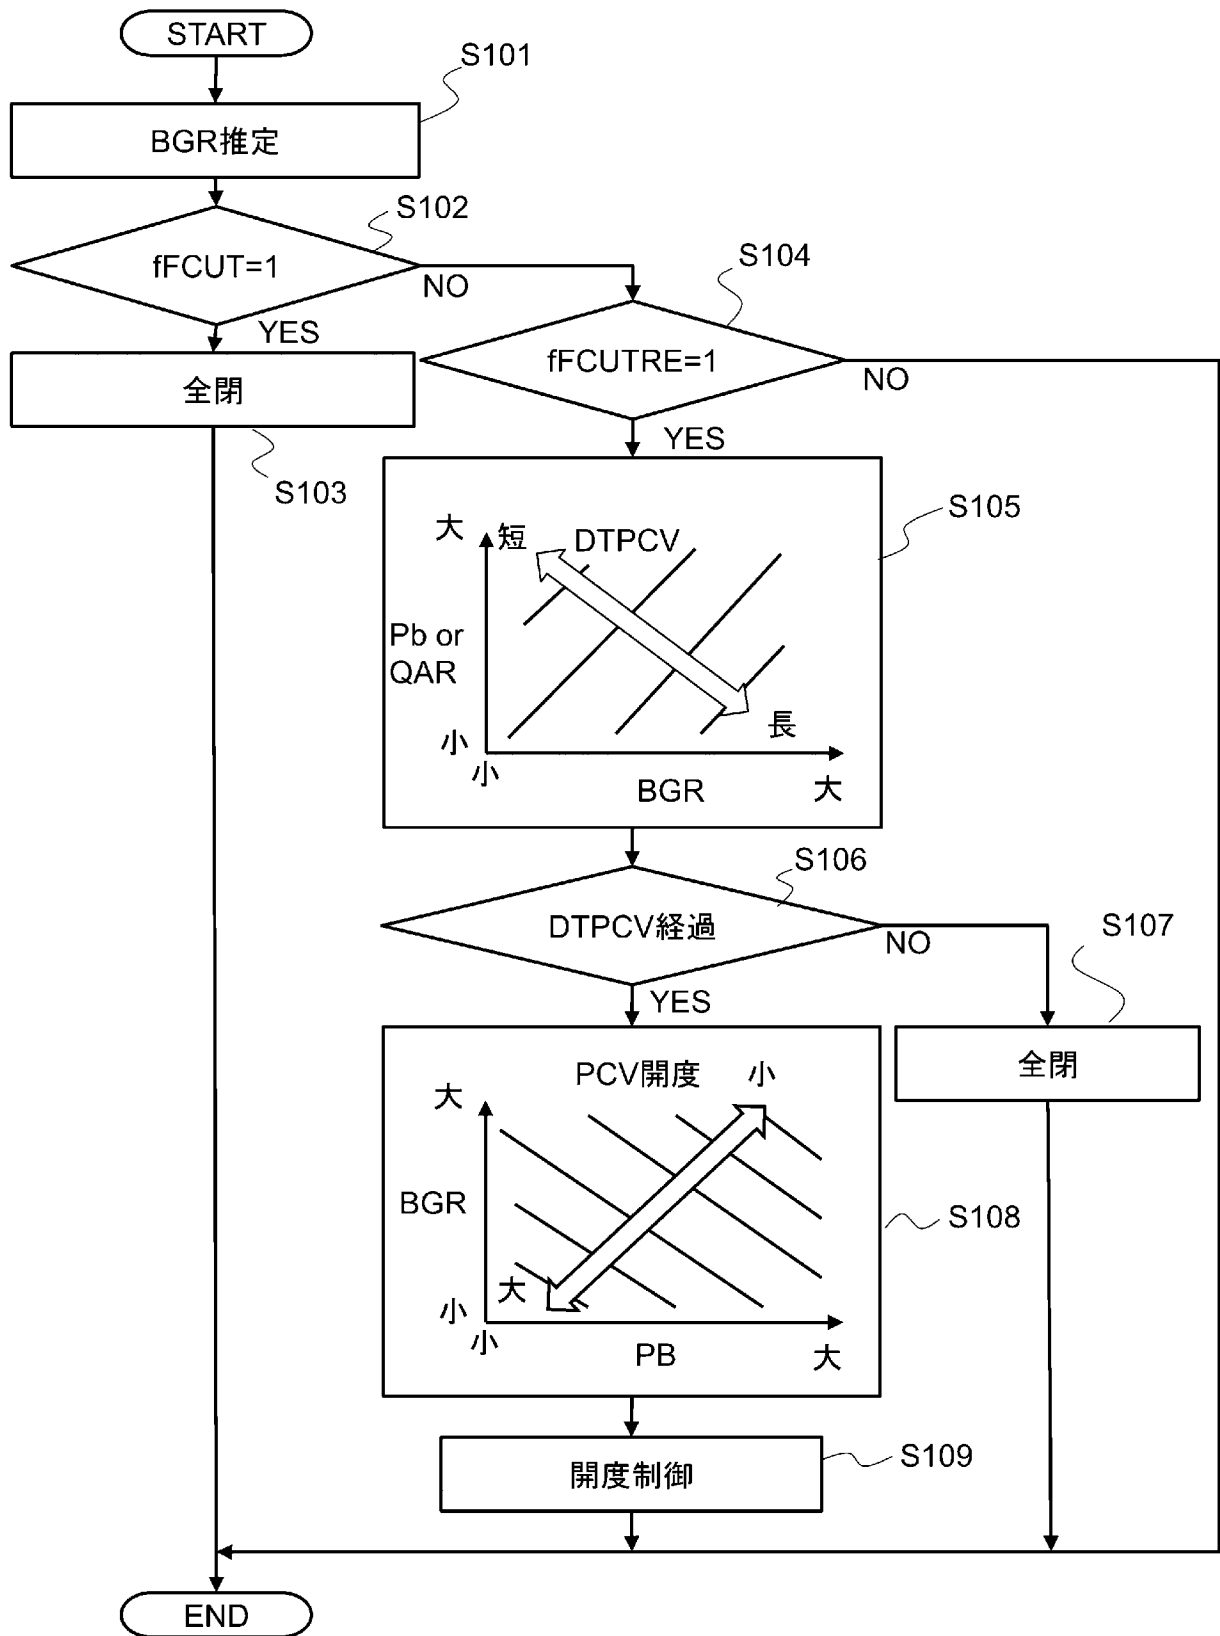 START
S101
BGR推定
S102
fFCUT=1
NO
YES
S104
fFCUTRE=1
NO
YES
全閉
S103
S105
大
短
DTPCV
Pb or
QAR
長
小
小
BGR
大
S106
DTPCV経過
NO
YES
S107
全閉
PCV開度
小
大
BGR
S108
大
小
小
PB
大
開度制御
S109
END